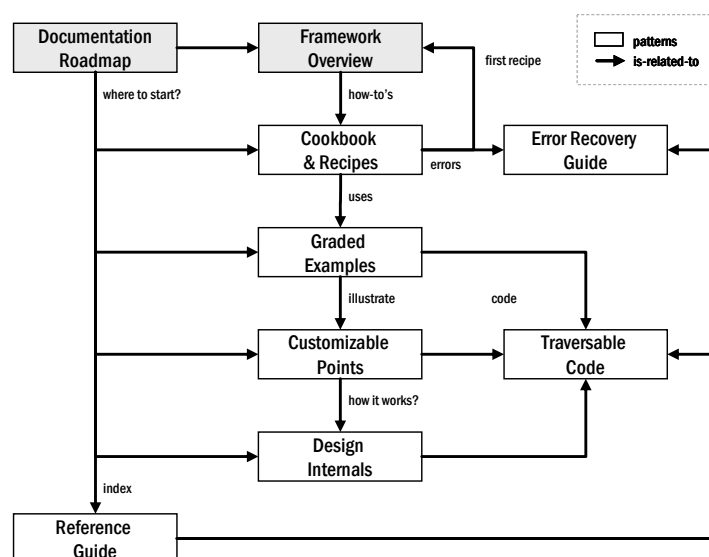 Documentation
Roadmap
Framework
Overview
first recipe
patterns
is-related-to
where to start?
how-to's
Cookbook
& Recipes
errors
Error Recovery
Guide
uses
Graded
Examples
illustrate
code
Customizable
Points
Traversable
Code
how it works?
Design
Internals
index
Reference
Guide